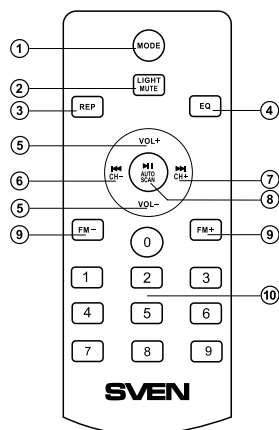 ① MODE
② LIGHT MUTE
③ REP
EQ ④
⑤ VOL+
⑥ CH−
AUTO SCAN ⑧
CH+ ⑦
⑤ VOL−
⑨ FM−
FM+ ⑨
0
1 2 3
⑩
4 5 6
7 8 9
SVEN